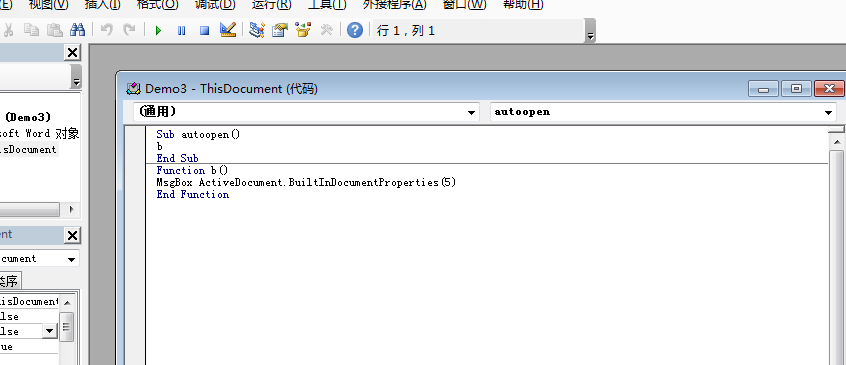 (E) 视图(V) 插入(I) 格式(O) 调试(D) 运行(R) 工具(T) 外接程序(A) 窗口(W) 帮助(H)
行 1，列 1
Demo3 - ThisDocument (代码)
(Demo3)
soft Word 对象
isDocument
ent
cument
类序
isDocument
lse
lse
ue
(通用)
autoopen
Sub autoopen()
b
End Sub
Function b()
MsgBox ActiveDocument.BuiltInDocumentProperties(5)
End Function